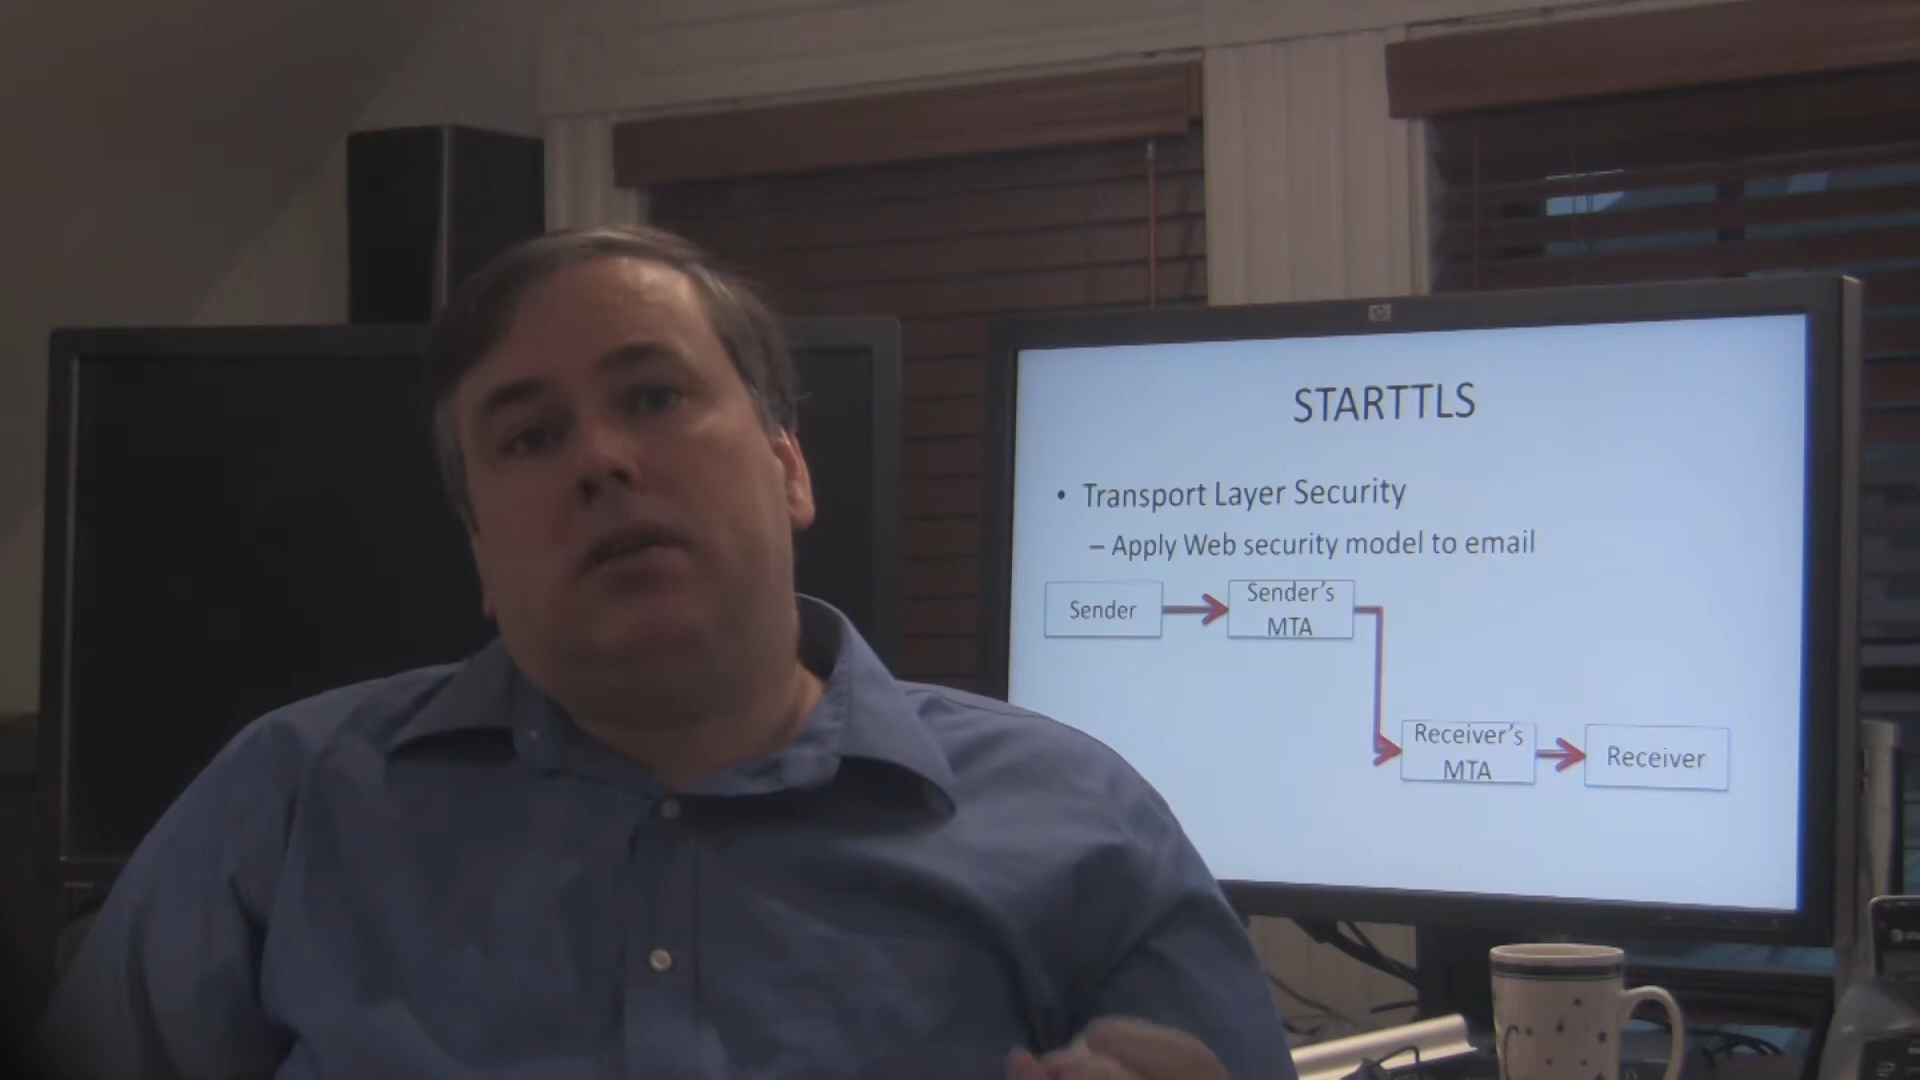 STARTTLS
• Transport Layer Security
– Apply Web security model to email
Sender
Sender's
MTA
Receiver's
MTA
Receiver